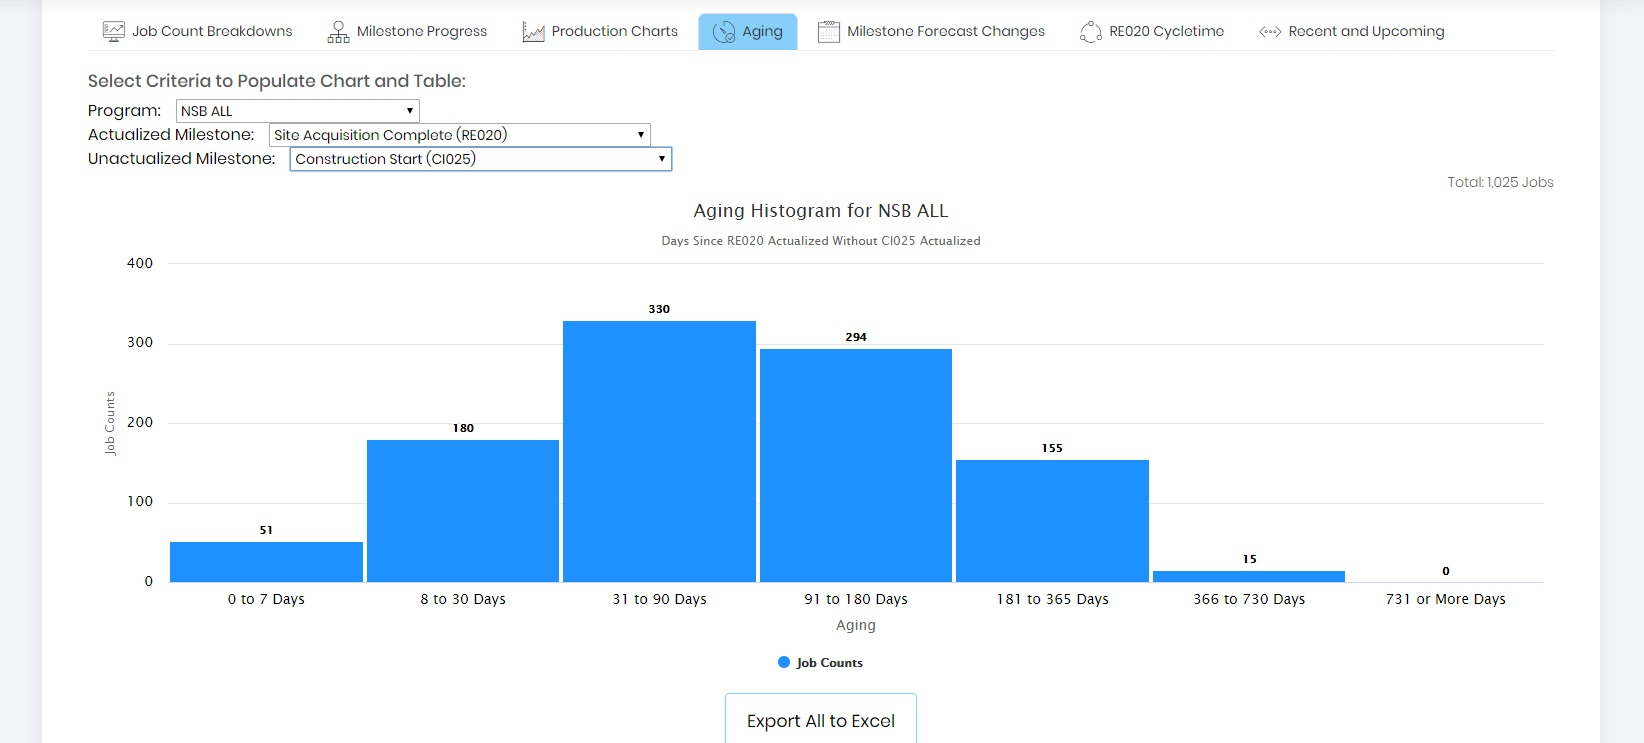 Job Count Breakdowns Milestone Progress Production Charts Aging Milestone Forecast Changes RE020 Cycletime Recent and Upcoming
Select Criteria to Populate Chart and Table:
Program: NSB ALL
Actualized Milestone: Site Acquisition Complete (RE020)
Unactualized Milestone: Construction Start (CI025)
Total: 1,025 Jobs
Aging Histogram for NSB ALL
Days Since RE020 Actualized Without CI025 Actualized
400
330
300
294
200
180
155
Job Counts
100
51
15
0
0
0 to 7 Days 8 to 30 Days 31 to 90 Days 91 to 180 Days 181 to 365 Days 366 to 730 Days 731 or More Days
Aging
Job Counts
Export All to Excel